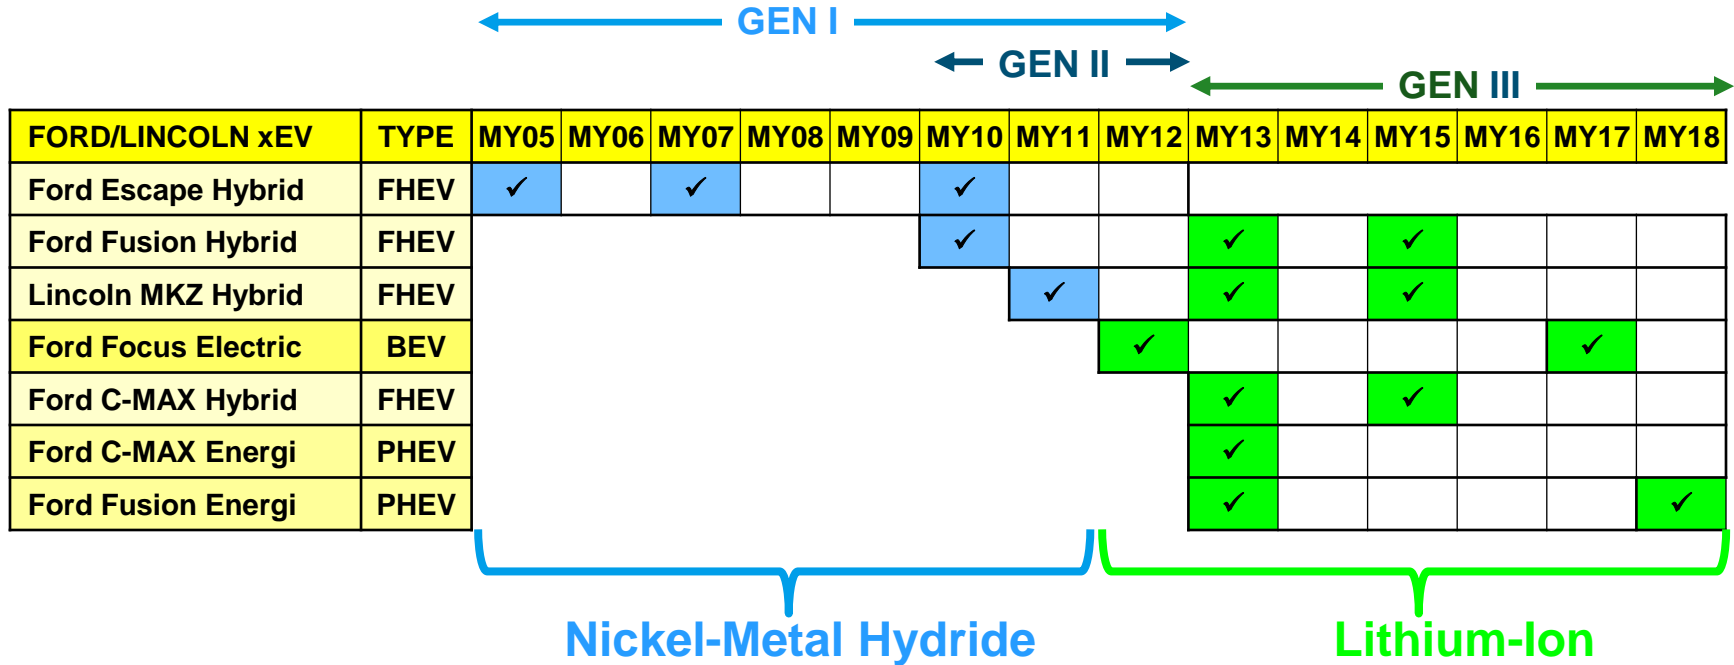 GEN I
GEN II
GEN III
FORD/LINCOLN xEV TYPE MY05 MY06 MY07 MY08 MY09 MY10 MY11 MY12 MY13 MY14 MY15 MY16 MY17 MY18
Ford Escape Hybrid FHEV ✓ ✓ ✓
Ford Fusion Hybrid FHEV ✓ ✓ ✓
Lincoln MKZ Hybrid FHEV ✓ ✓ ✓
Ford Focus Electric BEV ✓ ✓
Ford C-MAX Hybrid FHEV ✓ ✓
Ford C-MAX Energi PHEV ✓
Ford Fusion Energi PHEV ✓ ✓
Nickel-Metal Hydride Lithium-Ion